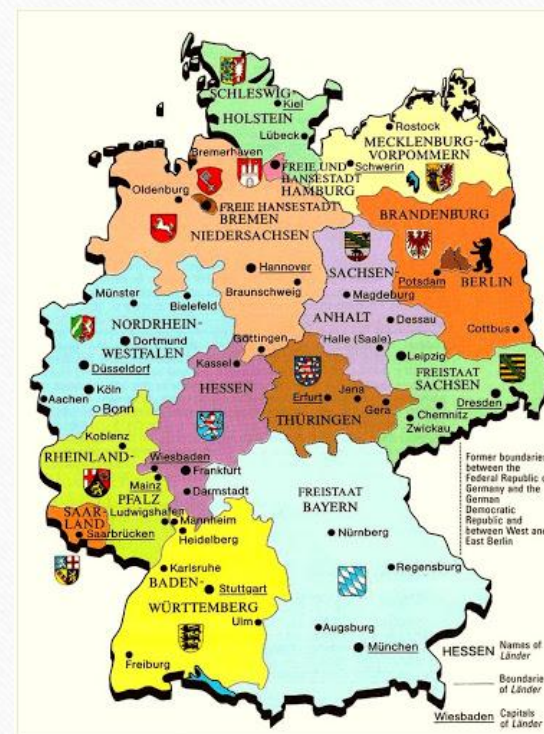 SCHLESWIG-
Kiel
HOLSTEIN
Lübeck
Rostock
MECKLENBURG-
VORPOMMERN
Schwerin
Bremerhaven
FREIE UND
HANSESTADT
HAMBURG
Oldenburg
FREIE HANSESTADT
BREMEN
NIEDERSACHSEN
BRANDENBURG
Hannover
Braunschweig
SACHSEN-
Magdeburg
ANHALT
Dessau
Halle (Saale)
Potsdam
BERLIN
Cottbus
Münster
Bielefeld
NORDRHEIN-
Dortmund
WESTFALEN
Düsseldorf
Köln
Aachen
Bonn
Göttingen
Kassel
HESSEN
Leipzig
FREISTAAT
SACHSEN
Dresden
Chemnitz
Zwickau
Erfurt
Jena
Gera
THÜRINGEN
Koblenz
RHEINLAND-
Wiesbaden
Mainz
PFALZ
Frankfurt
Darmstadt
SAAR-
LAND
Ludwigshafen
Mannheim
Saarbrücken
Heidelberg
FREISTAAT
BAYERN
Nürnberg
Regensburg
Karlsruhe
BADEN-
Stuttgart
WÜRTTEMBERG
Ulm
Augsburg
München
Freiburg
Former boundaries
between the
Federal Republic o
Germany and the
German
Democratic
Republic and
between West and
East Berlin
HESSEN Names of
Länder
Boundarie
of Länder
Wiesbaden Capitals
of Länder